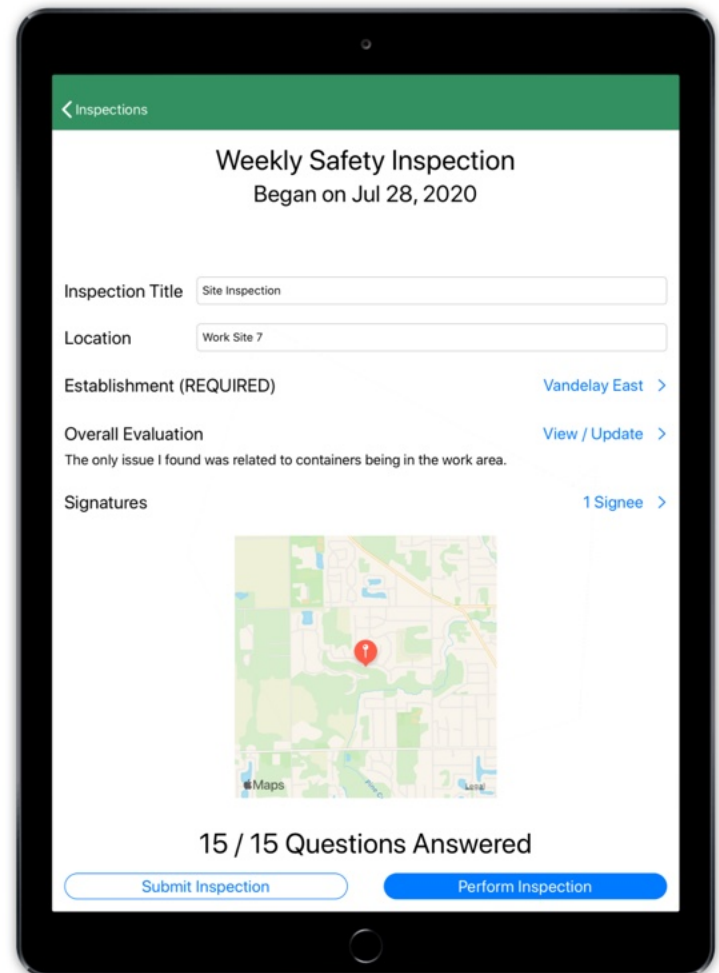 Inspections
Weekly Safety Inspection
Began on Jul 28, 2020
Inspection Title Site Inspection
Location Work Site 7
Establishment (REQUIRED) Vandelay East
Overall Evaluation View / Update
The only issue I found was related to containers being in the work area.
Signatures 1 Signee
Maps Legal
15 / 15 Questions Answered
Submit Inspection Perform Inspection